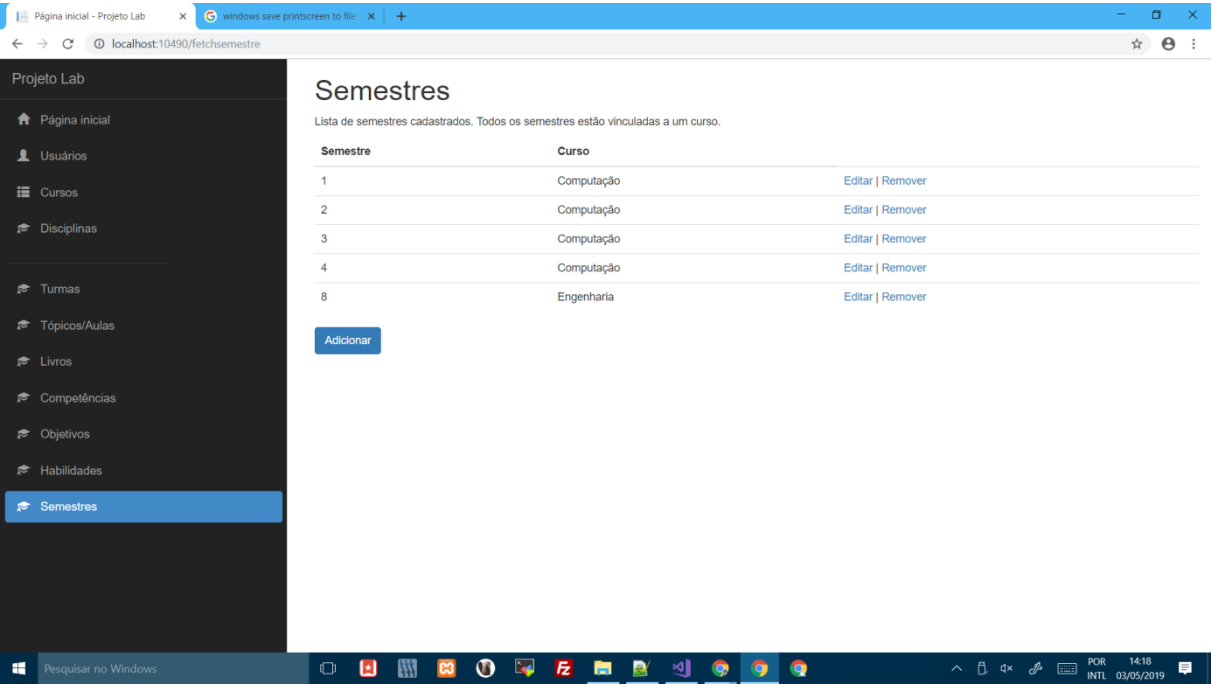 Página inicial - Projeto Lab
windows save printscreen to file
localhost:10490/fetchsemestre
Projeto Lab
Página inicial
Usuários
Cursos
Disciplinas
Turmas
Tópicos/Aulas
Livros
Competências
Objetivos
Habilidades
Semestres
Semestres
Lista de semestres cadastrados. Todos os semestres estão vinculadas a um curso.
Semestre Curso
1 Computação Editar | Remover
2 Computação Editar | Remover
3 Computação Editar | Remover
4 Computação Editar | Remover
8 Engenharia Editar | Remover
Adicionar
Pesquisar no Windows
POR 14:18
INTL 03/05/2019